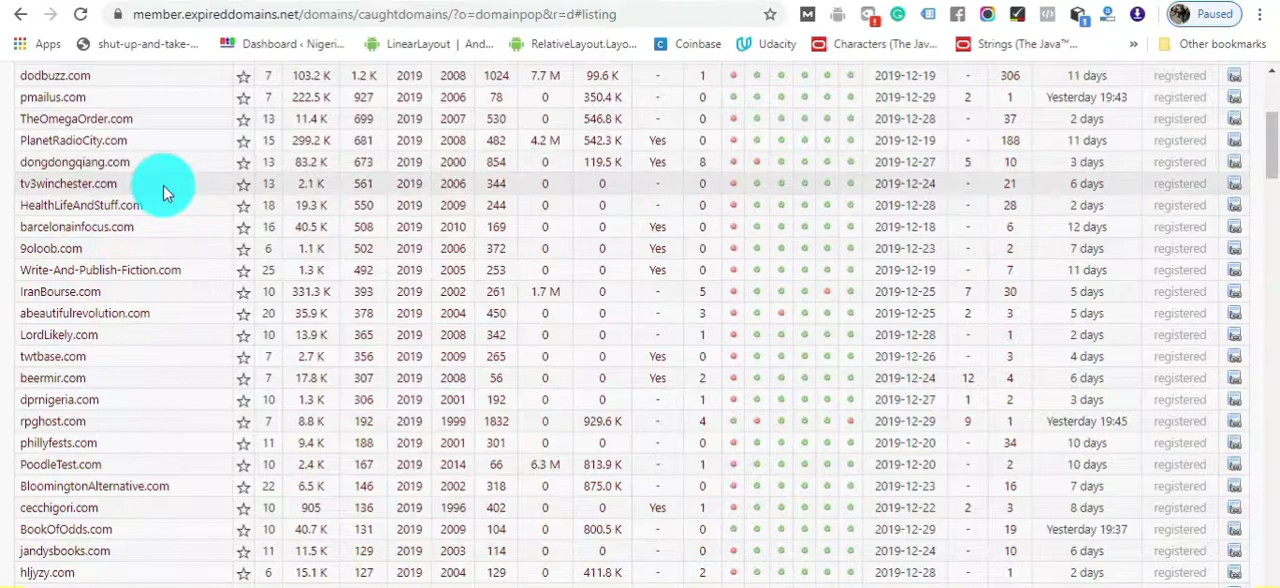 member.expireddomains.net/domains/caughtdomains/?o=domainpop&r=d#listing Paused
Apps shut-up-and-take-... Dashboard < Nigeri... LinearLayout | And... RelativeLayout.Layo... Coinbase Udacity Characters (The Jav... Strings (The Java™... » Other bookmarks
dodbuzz.com 7 103.2 K 1.2 K 2019 2008 1024 7.7 M 99.6 K - 1 2019-12-19 - 306 11 days registered
pmailus.com 7 222.5 K 927 2019 2006 78 0 350.4 K - 0 2019-12-29 2 1 Yesterday 19:43 registered
TheOmegaOrder.com 13 11.4 K 699 2019 2007 530 0 546.8 K - 0 2019-12-28 - 37 2 days registered
PlanetRadioCity.com 15 299.2 K 681 2019 2008 482 4.2 M 542.3 K Yes 0 2019-12-19 - 188 11 days registered
dongdongqiang.com 13 83.2 K 673 2019 2000 854 0 119.5 K Yes 8 2019-12-27 5 10 3 days registered
tv3winchester.com 13 2.1 K 561 2019 2006 344 0 0 - 0 2019-12-24 - 21 6 days registered
HealthLifeAndStuff.com 18 19.3 K 550 2019 2009 244 0 0 - 0 2019-12-28 - 28 2 days registered
barcelonainfocus.com 16 40.5 K 508 2019 2010 169 0 0 Yes 0 2019-12-18 - 6 12 days registered
9oloob.com 6 1.1 K 502 2019 2006 372 0 0 Yes 0 2019-12-23 - 2 7 days registered
Write-And-Publish-Fiction.com 25 1.3 K 492 2019 2005 253 0 0 Yes 0 2019-12-19 - 7 11 days registered
IranBourse.com 10 331.3 K 393 2019 2002 261 1.7 M 0 - 5 2019-12-25 7 30 5 days registered
abeautifulrevolution.com 20 35.9 K 378 2019 2004 450 0 0 - 3 2019-12-25 2 3 5 days registered
LordLikely.com 10 13.9 K 365 2019 2008 342 0 0 - 1 2019-12-28 - 1 2 days registered
twtbase.com 7 2.7 K 356 2019 2009 265 0 0 Yes 0 2019-12-26 - 3 4 days registered
beermir.com 7 17.8 K 307 2019 2008 56 0 0 Yes 2 2019-12-24 12 4 6 days registered
dprnigeria.com 10 1.3 K 306 2019 2001 192 0 0 - 1 2019-12-27 1 2 3 days registered
rpghost.com 7 8.8 K 192 2019 1999 1832 0 929.6 K - 4 2019-12-29 9 1 Yesterday 19:45 registered
phillyfests.com 11 9.4 K 188 2019 2001 301 0 0 - 0 2019-12-20 - 34 10 days registered
PoodleTest.com 10 2.4 K 167 2019 2014 66 6.3 M 813.9 K - 1 2019-12-20 - 2 10 days registered
BloomingtonAlternative.com 22 6.5 K 146 2019 2002 318 0 875.0 K - 0 2019-12-23 - 16 7 days registered
cecchigori.com 10 905 136 2019 1996 402 0 0 Yes 1 2019-12-22 2 3 8 days registered
BookOfOdds.com 10 40.7 K 131 2019 2009 104 0 800.5 K - 0 2019-12-29 - 19 Yesterday 19:37 registered
jandysbooks.com 11 11.5 K 129 2019 2003 114 0 0 - 0 2019-12-24 - 10 6 days registered
hljyzy.com 6 15.1 K 127 2019 2004 129 0 411.8 K - 2 2019-12-28 - 1 2 days registered